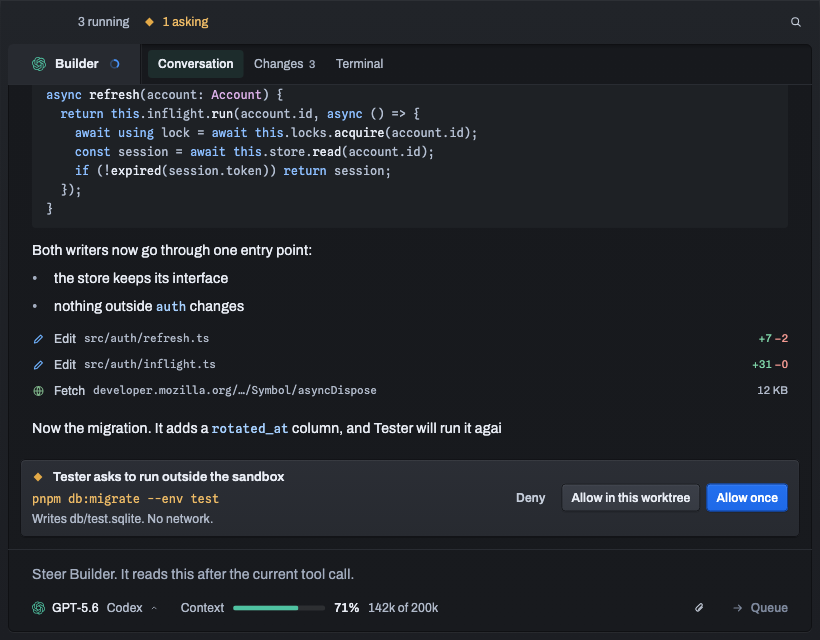 3 running ◆ 1 asking
Builder Conversation Changes 3 Terminal
async refresh(account: Account) {
return this.inflight.run(account.id, async () => {
await using lock = await this.locks.acquire(account.id);
const session = await this.store.read(account.id);
if (!expired(session.token)) return session;
});
}
Both writers now go through one entry point:
• the store keeps its interface
• nothing outside auth changes
Edit src/auth/refresh.ts +7 −2
Edit src/auth/inflight.ts +31 −0
Fetch developer.mozilla.org/…/Symbol/asyncDispose 12 KB
Now the migration. It adds a rotated_at column, and Tester will run it agai
◆ Tester asks to run outside the sandbox
pnpm db:migrate --env test
Writes db/test.sqlite. No network.
Deny Allow in this worktree Allow once
Steer Builder. It reads this after the current tool call.
GPT-5.6 Codex Context 71% 142k of 200k → Queue